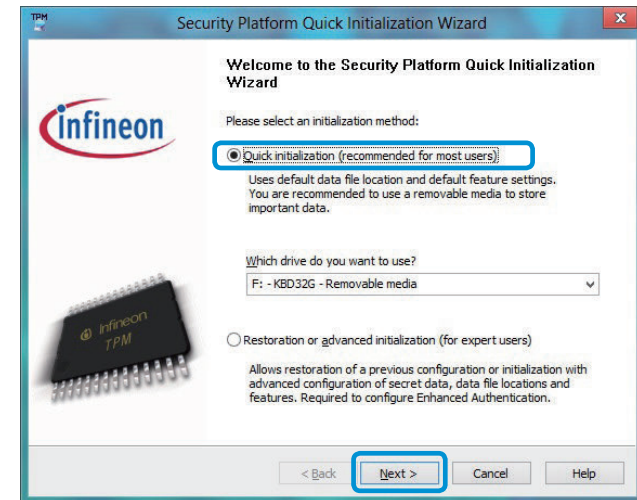 TPM
Security Platform Quick Initialization Wizard
X
Infineon
Welcome to the Security Platform Quick Initialization
Wizard
Please select an initialization method:
Quick initialization (recommended for most users)
Uses default data file location and default feature settings.
You are recommended to use a removable media to store
important data.
Which drive do you want to use?
F: - KBD32G - Removable media
Infineon
TPM
Restoration or advanced initialization (for expert users)
Allows restoration of a previous configuration or initialization with
advanced configuration of secret data, data file locations and
features. Required to configure Enhanced Authentication.
< Back
Next >
Cancel
Help